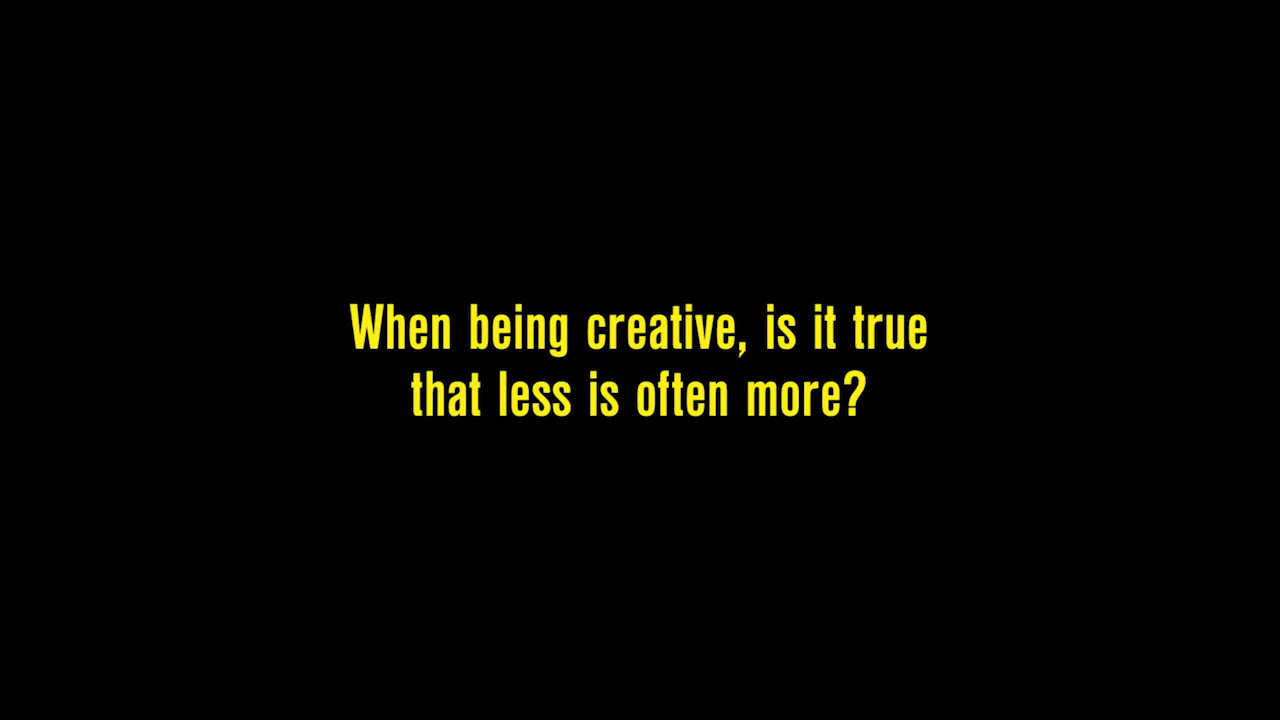 When being creative, is it true
that less is often more?